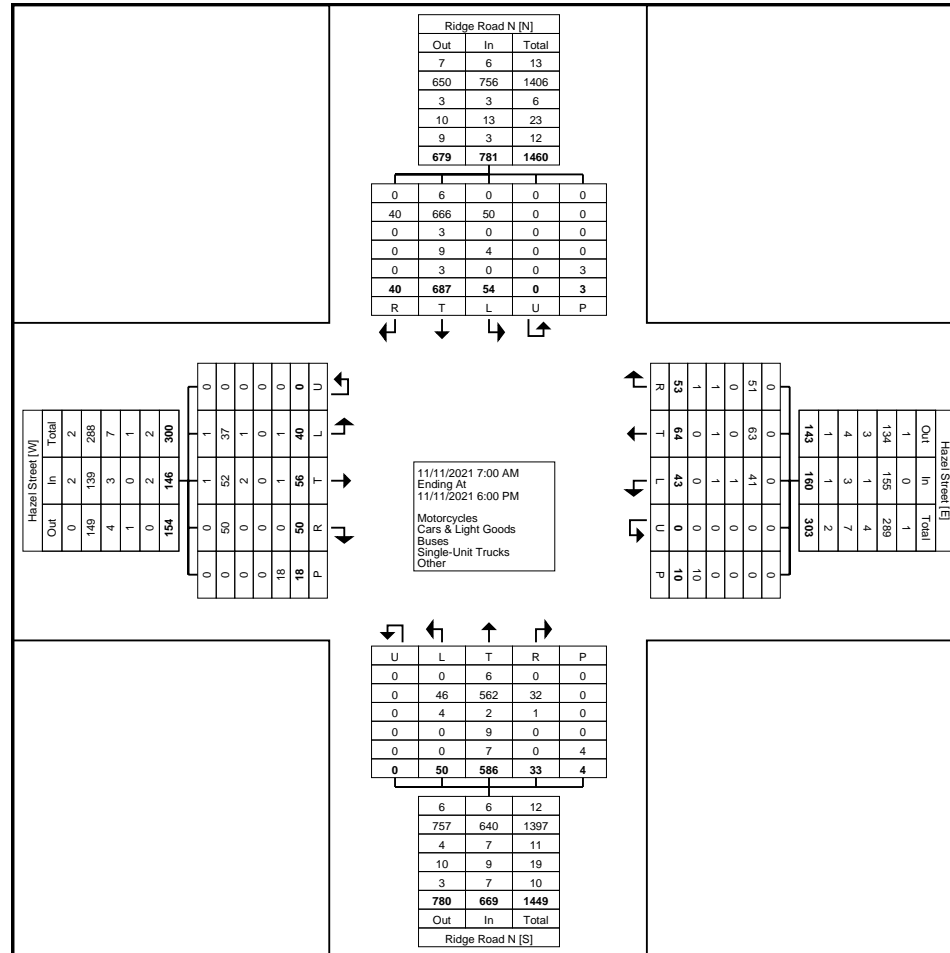 Ridge Road N [N]
Out In Total
7 6 13
650 756 1406
3 3 6
10 13 23
9 3 12
679 781 1460
0 6 0 0 0
40 666 50 0 0
0 3 0 0 0
0 9 4 0 0
0 3 0 0 3
40 687 54 0 3
R T L U P
Hazel Street [W]
Out In Total
0 2 2
149 139 288
4 3 7
1 0 1
0 2 2
154 146 300
0 0 1 1 0
0 50 52 37 0
0 0 2 1 0
0 0 0 0 0
18 0 1 1 0
18 50 56 40 0
P R T L U
11/11/2021 7:00 AM
Ending At
11/11/2021 6:00 PM
Motorcycles
Cars & Light Goods
Buses
Single-Unit Trucks
Other
Hazel Street [E]
Out In Total
1 0 1
134 155 289
3 1 4
4 3 7
1 1 2
143 160 303
0 0 0 0 0
51 63 41 0 0
0 0 1 0 0
1 1 1 0 0
1 0 0 0 10
53 64 43 0 10
R T L U P
U L T R P
0 0 6 0 0
0 46 562 32 0
0 4 2 1 0
0 0 9 0 0
0 0 7 0 4
0 50 586 33 4
6 6 12
757 640 1397
4 7 11
10 9 19
3 7 10
780 669 1449
Out In Total
Ridge Road N [S]